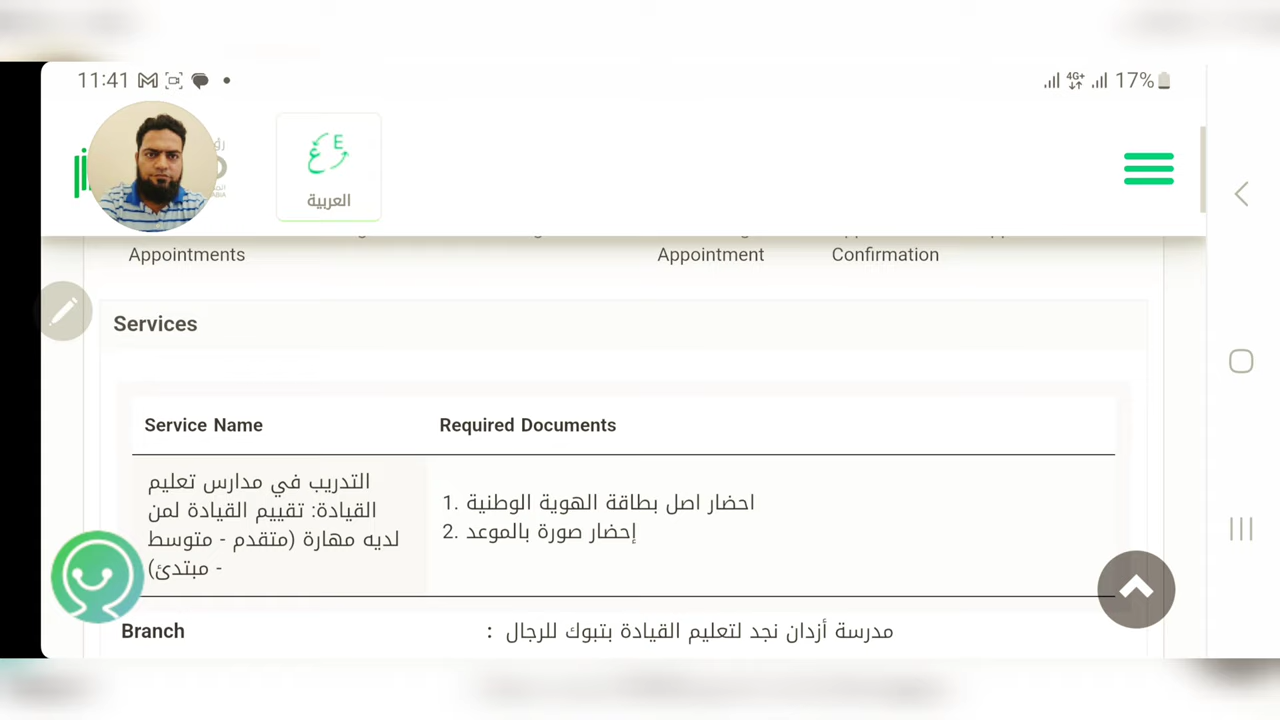 11:41
4G+ 17%
العربية
E ع
Appointments
Appointment
Confirmation
Services
Service Name
Required Documents
التدريب في مدارس تعليم
القيادة: تقييم القيادة لمن
لديه مهارة (متقدم - متوسط
- مبتدئ)
1. احضار اصل بطاقة الهوية الوطنية
2. إحضار صورة بالموعد
Branch
: مدرسة أزدان نجد لتعليم القيادة بتبوك للرجال